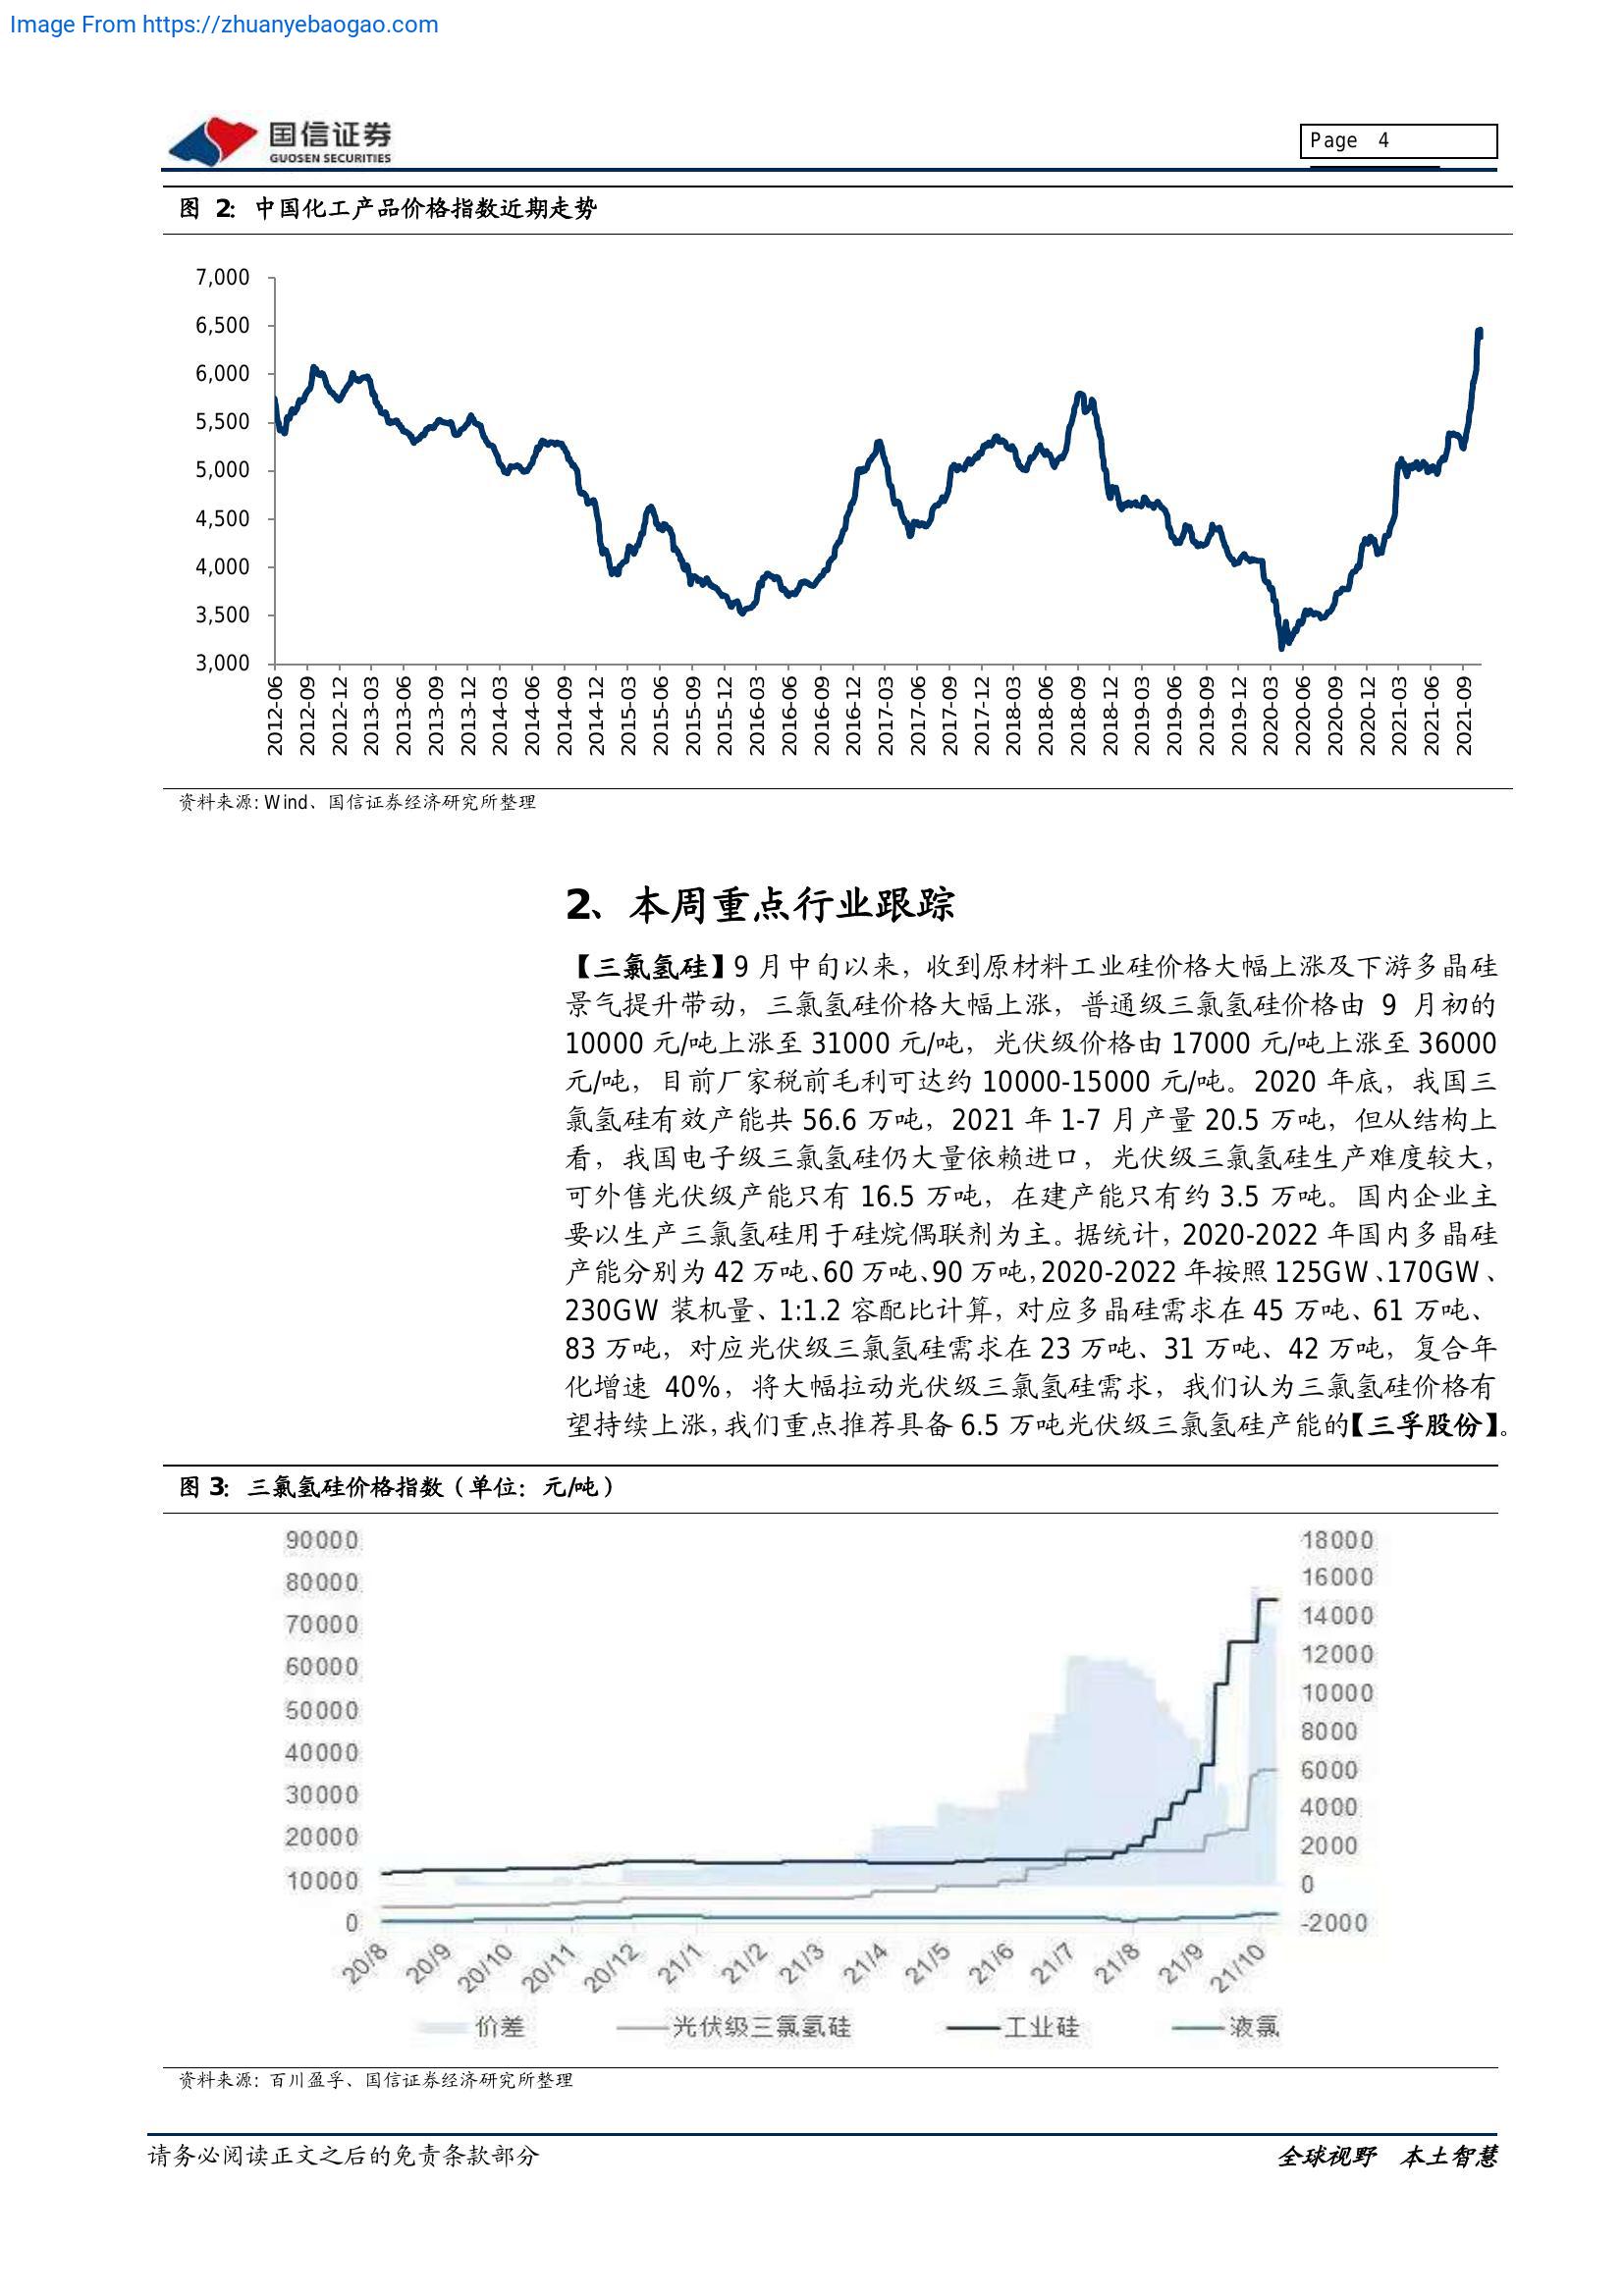 Image From https://zhuanyebaogao.com
国信证券
GUOSEN SECURITIES
Page 4
图 2: 中国化工产品价格指数近期走势
7,000
6,500
6,000
5,500
5,000
4,500
4,000
3,500
3,000
2012-06
2012-09
2012-12
2013-03
2013-06
2013-09
2013-12
2014-03
2014-06
2014-09
2014-12
2015-03
2015-06
2015-09
2015-12
2016-03
2016-06
2016-09
2016-12
2017-03
2017-06
2017-09
2017-12
2018-03
2018-06
2018-09
2018-12
2019-03
2019-06
2019-09
2019-12
2020-03
2020-06
2020-09
2020-12
2021-03
2021-06
2021-09
资料来源: Wind、国信证券经济研究所整理
2、本周重点行业跟踪
【三氯氢硅】9 月中旬以来，收到原材料工业硅价格大幅上涨及下游多晶硅
景气提升带动，三氯氢硅价格大幅上涨，普通级三氯氢硅价格由 9 月初的
10000 元/吨上涨至 31000 元/吨，光伏级价格由 17000 元/吨上涨至 36000
元/吨，目前厂家税前毛利可达约 10000-15000 元/吨。2020 年底，我国三
氯氢硅有效产能共 56.6 万吨，2021 年 1-7 月产量 20.5 万吨，但从结构上
看，我国电子级三氯氢硅仍大量依赖进口，光伏级三氯氢硅生产难度较大，
可外售光伏级产能只有 16.5 万吨，在建产能只有约 3.5 万吨。国内企业主
要以生产三氯氢硅用于硅烷偶联剂为主。据统计，2020-2022 年国内多晶硅
产能分别为 42 万吨、60 万吨、90 万吨，2020-2022 年按照 125GW、170GW、
230GW 装机量、1:1.2 容配比计算，对应多晶硅需求在 45 万吨、61 万吨、
83 万吨，对应光伏级三氯氢硅需求在 23 万吨、31 万吨、42 万吨，复合年
化增速 40%，将大幅拉动光伏级三氯氢硅需求，我们认为三氯氢硅价格有
望持续上涨，我们重点推荐具备 6.5 万吨光伏级三氯氢硅产能的【三孚股份】。
图 3: 三氯氢硅价格指数（单位：元/吨）
90000
80000
70000
60000
50000
40000
30000
20000
10000
0
18000
16000
14000
12000
10000
8000
6000
4000
2000
0
-2000
20/8
20/9
20/10
20/11
20/12
21/1
21/2
21/3
21/4
21/5
21/6
21/7
21/8
21/9
21/10
价差
光伏级三氯氢硅
工业硅
液氯
资料来源: 百川盈孚、国信证券经济研究所整理
请务必阅读正文之后的免责条款部分
全球视野 本土智慧